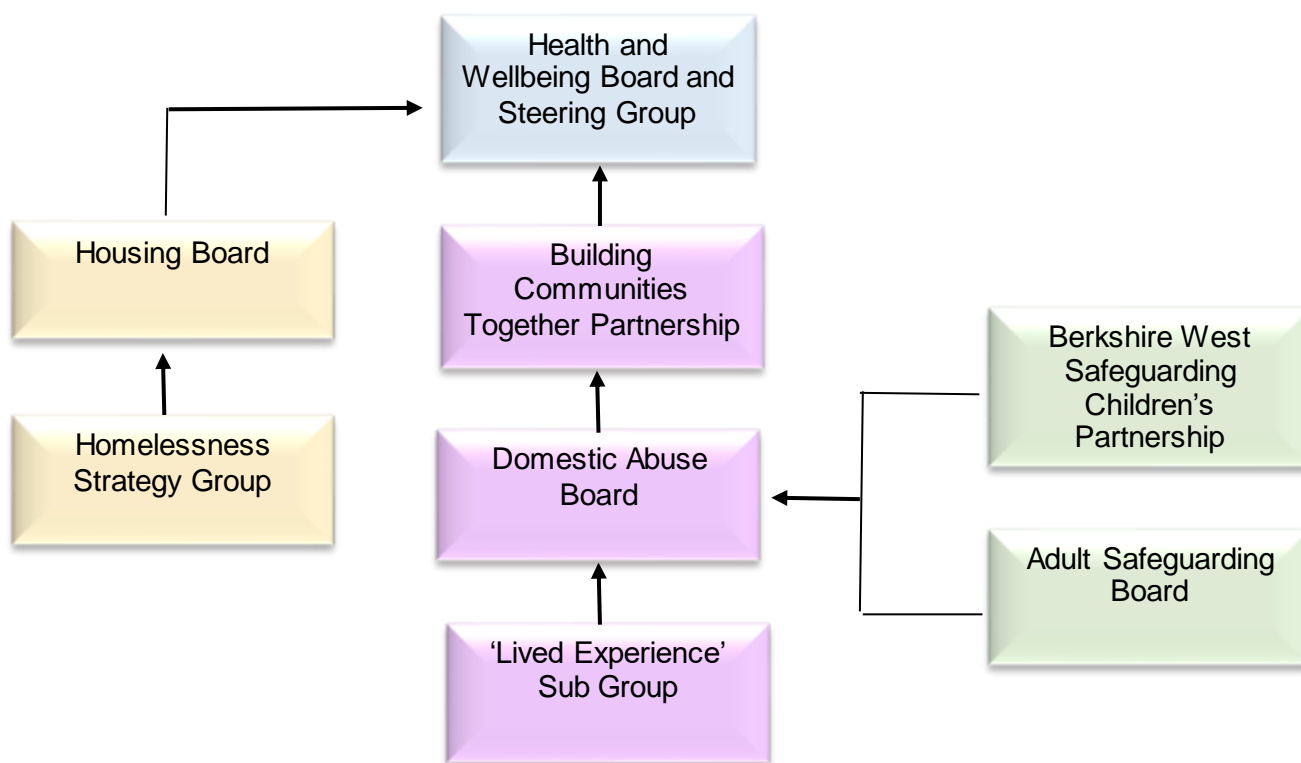 Health and
Wellbeing Board and
Steering Group
Housing Board
Building
Communities
Together Partnership
Berkshire West
Safeguarding
Children’s
Partnership
Homelessness
Strategy Group
Domestic Abuse
Board
Adult Safeguarding
Board
‘Lived Experience’
Sub Group